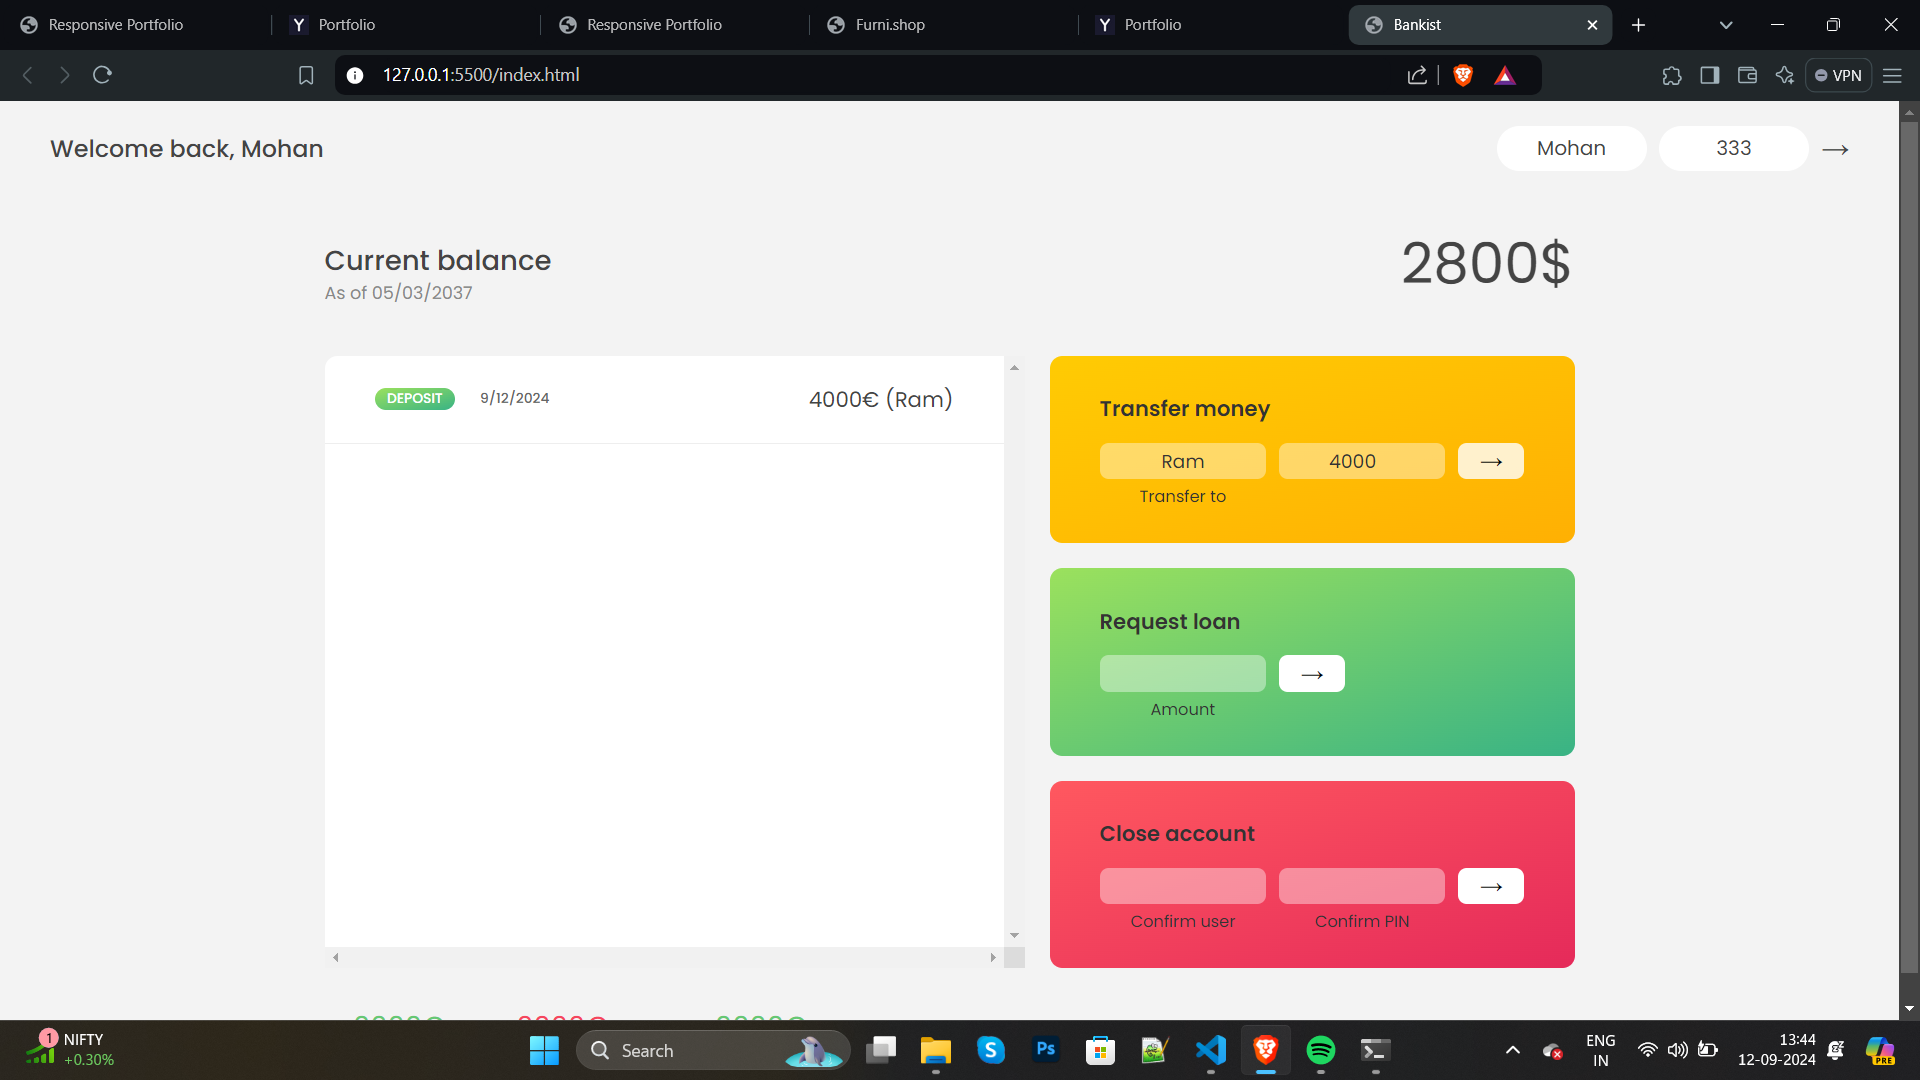 Responsive Portfolio
Y Portfolio
Responsive Portfolio
Furni.shop
Y Portfolio
Bankist
127.0.0.1:5500/index.html
VPN
Welcome back, Mohan
Mohan
333
→
Current balance
As of 05/03/2037
2800$
DEPOSIT 9/12/2024 4000€ (Ram)
Transfer money
Ram 4000 →
Transfer to
Request loan
→
Amount
Close account
→
Confirm user Confirm PIN
1
NIFTY
+0.30%
Search
S
Ps
ENG
IN
13:44
12-09-2024
PRE